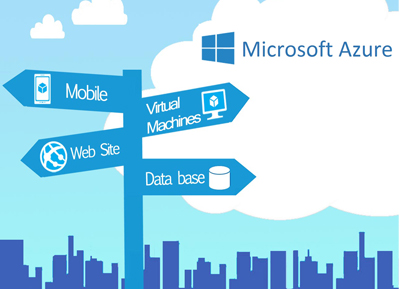 Microsoft Azure
Mobile
Virtual
Machines
Web Site
Data base